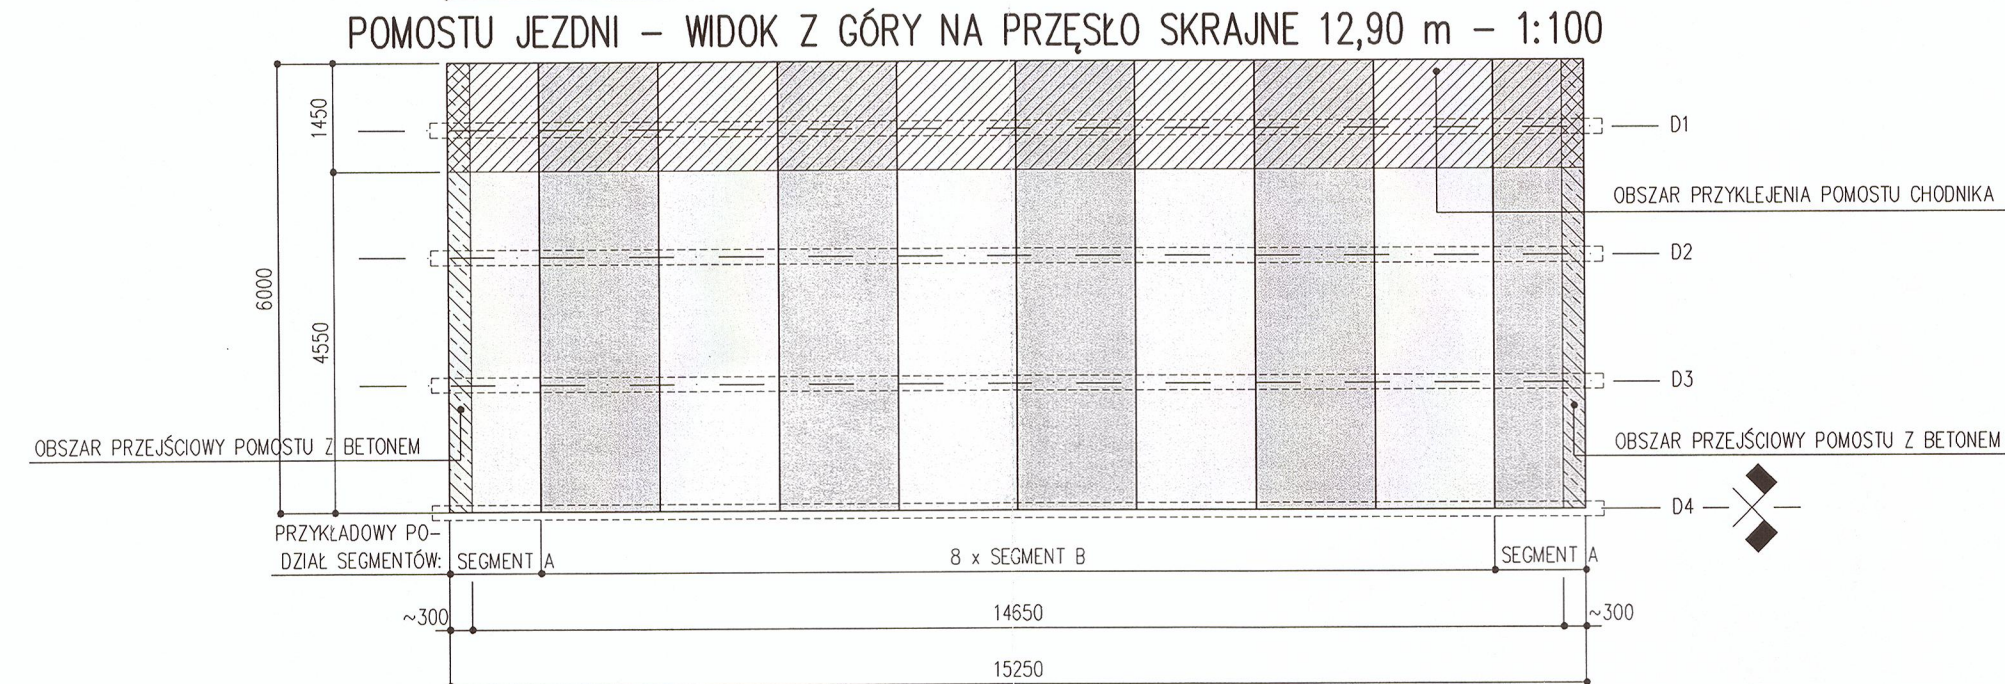 POMOSTU JEZDNI – WIDOK Z GÓRY NA PRZĘSŁO SKRAJNE 12,90 m – 1:100
1450
D1
OBSZAR PRZYKLEJENIA POMOSTU CHODNIKA
D2
6000
4550
D3
OBSZAR PRZEJŚCIOWY POMOSTU Z BETONEM
OBSZAR PRZEJŚCIOWY POMOSTU Z BETONEM
D4
PRZYKŁADOWY PO-
DZIAŁ SEGMENTÓW:
SEGMENT A
8 x SEGMENT B
SEGMENT A
~300
14650
~300
15250